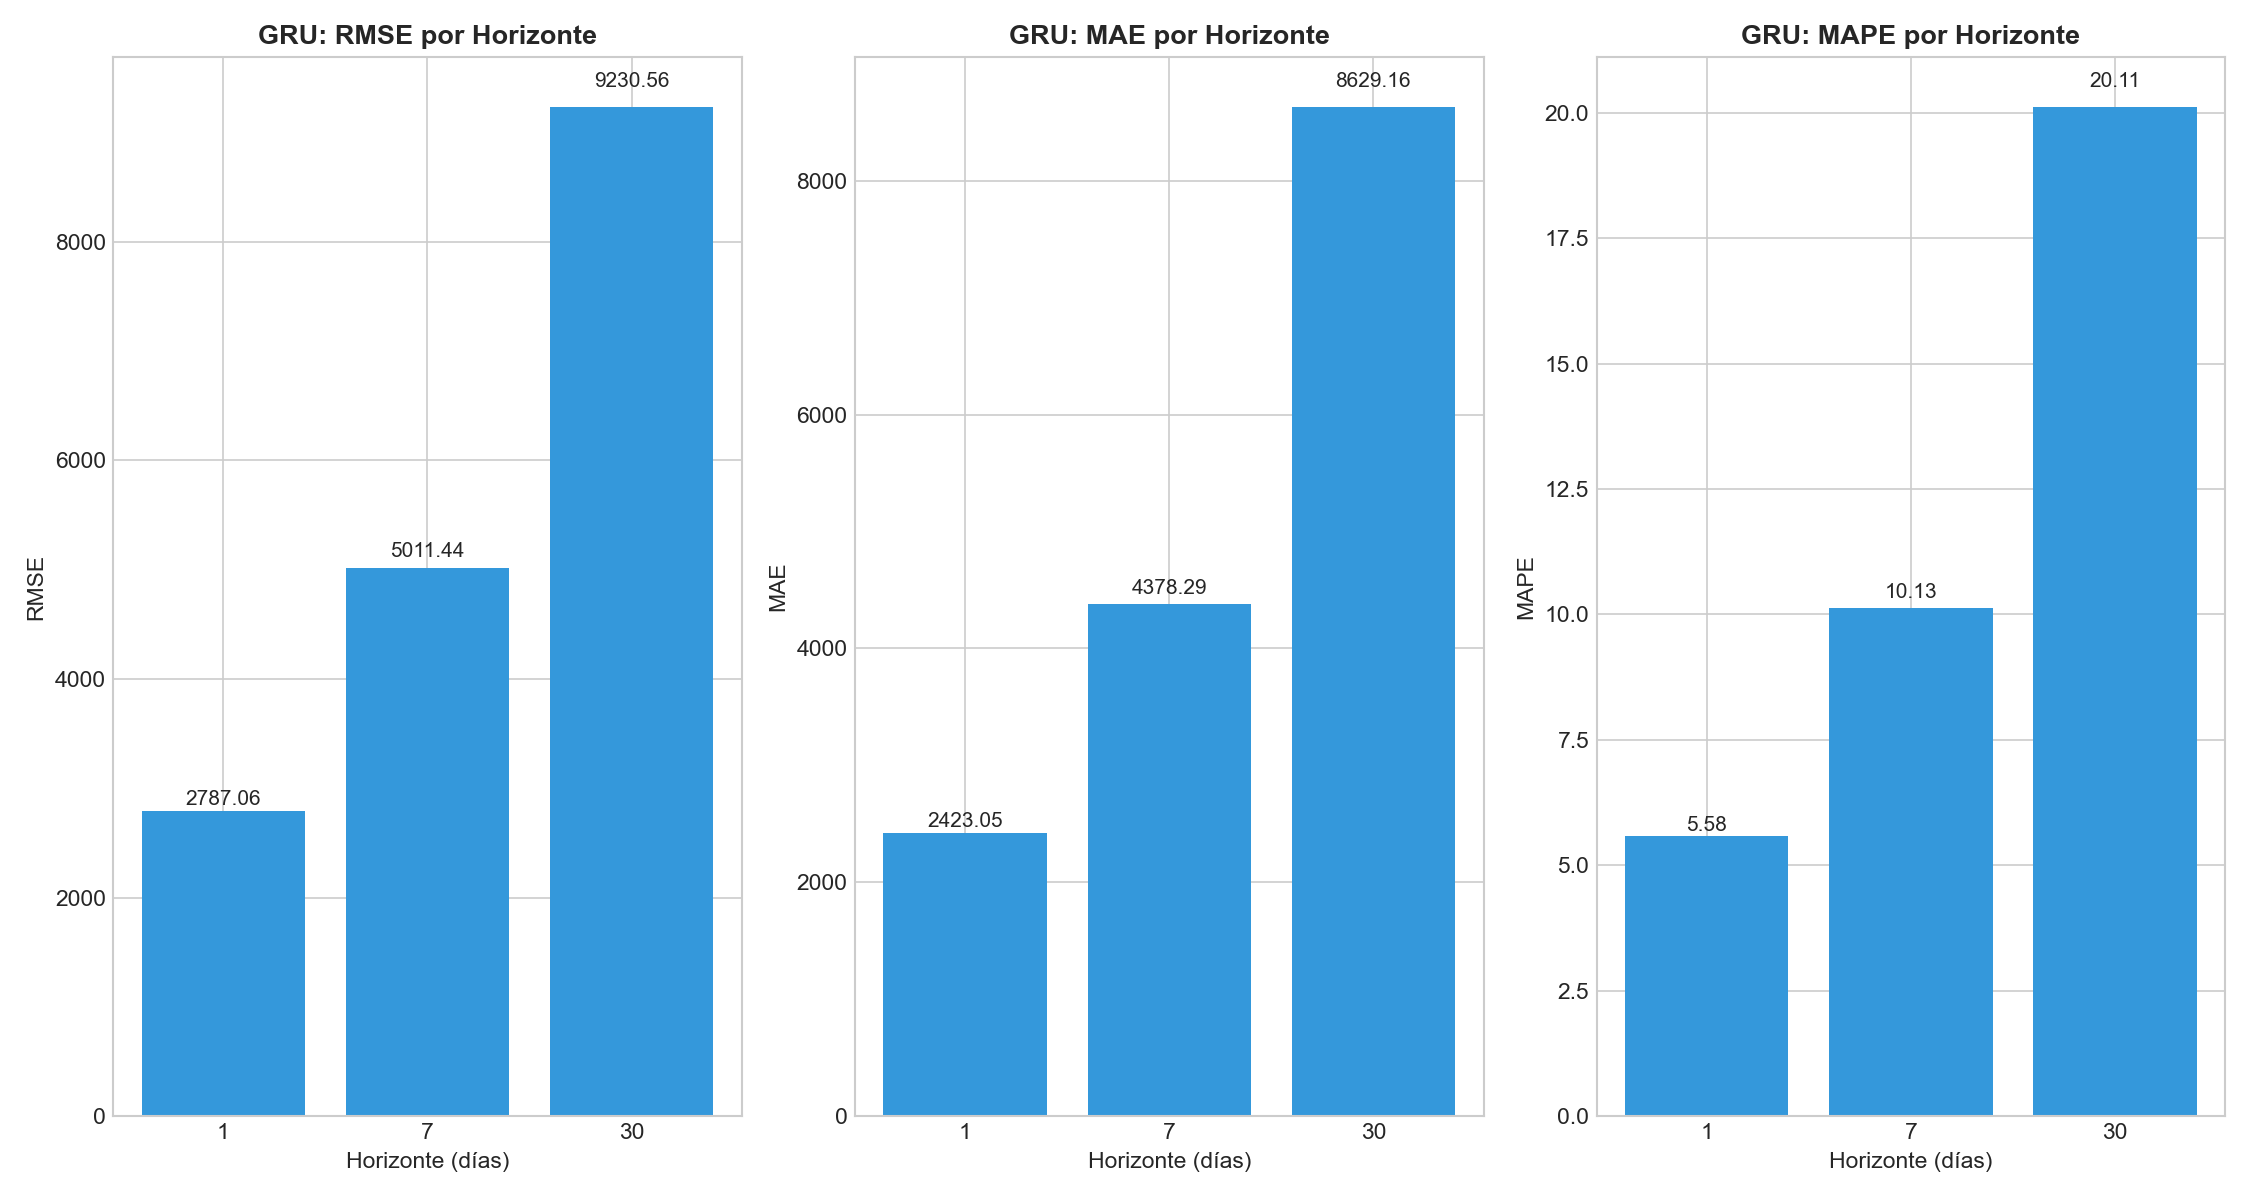 GRU: RMSE por Horizonte
9230.56
8000
6000
5011.44
RMSE
4000
2787.06
2000
0
1 7 30
Horizonte (días)
GRU: MAE por Horizonte
8629.16
8000
6000
4378.29
MAE
4000
2423.05
2000
0
1 7 30
Horizonte (días)
GRU: MAPE por Horizonte
20.11
20.0
17.5
15.0
12.5
10.13
MAPE
10.0
7.5
5.58
5.0
2.5
0.0
1 7 30
Horizonte (días)